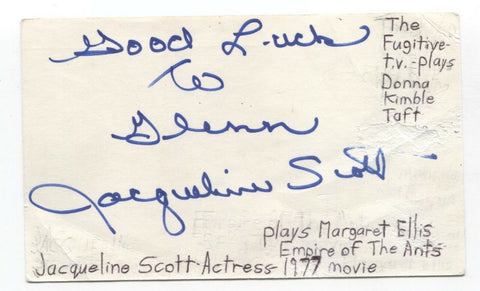 Good Luck
to
Glenn
Jacqueline Scott
The
Fugitive-
t.v.-plays
Donna
Kimble
Taft
plays Margaret Ellis
Empire of The Ants
Jacqueline Scott-Actress-1977 movie